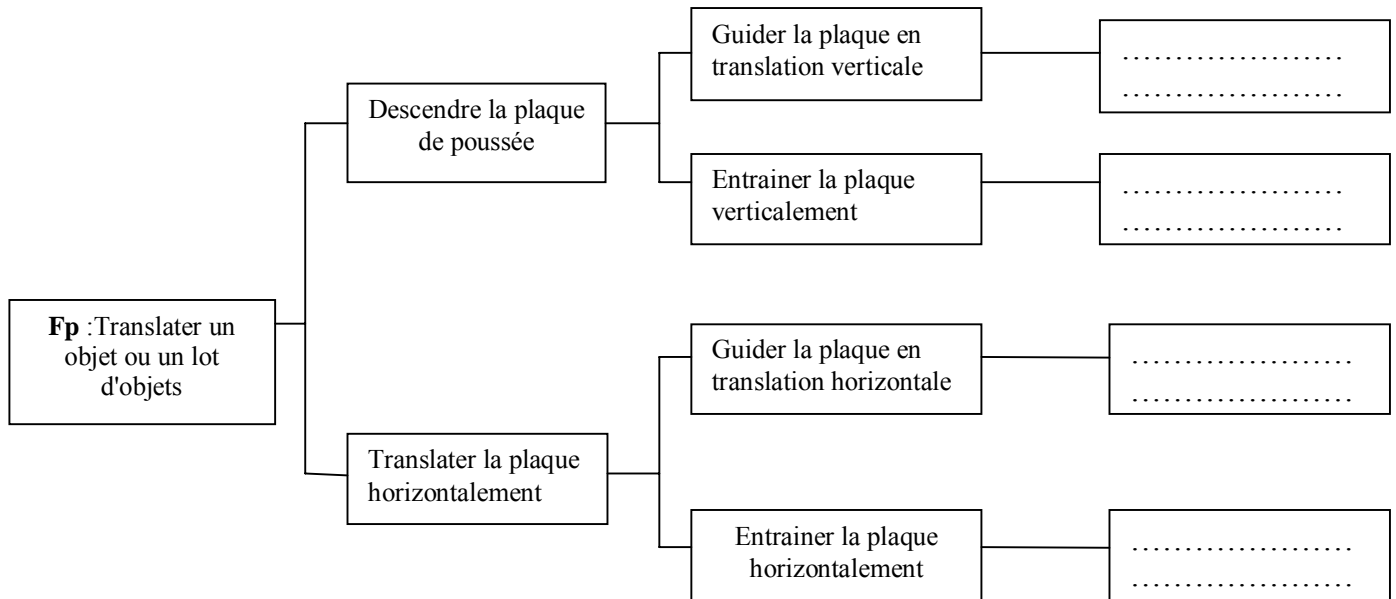 Guider la plaque en
translation verticale
.....................
.....................
Descendre la plaque
de poussée
Entrainer la plaque
verticalement
.....................
.....................
Fp :Translater un
objet ou un lot
d'objets
Guider la plaque en
translation horizontale
.....................
.....................
Translater la plaque
horizontalement
Entrainer la plaque
horizontalement
.....................
.....................